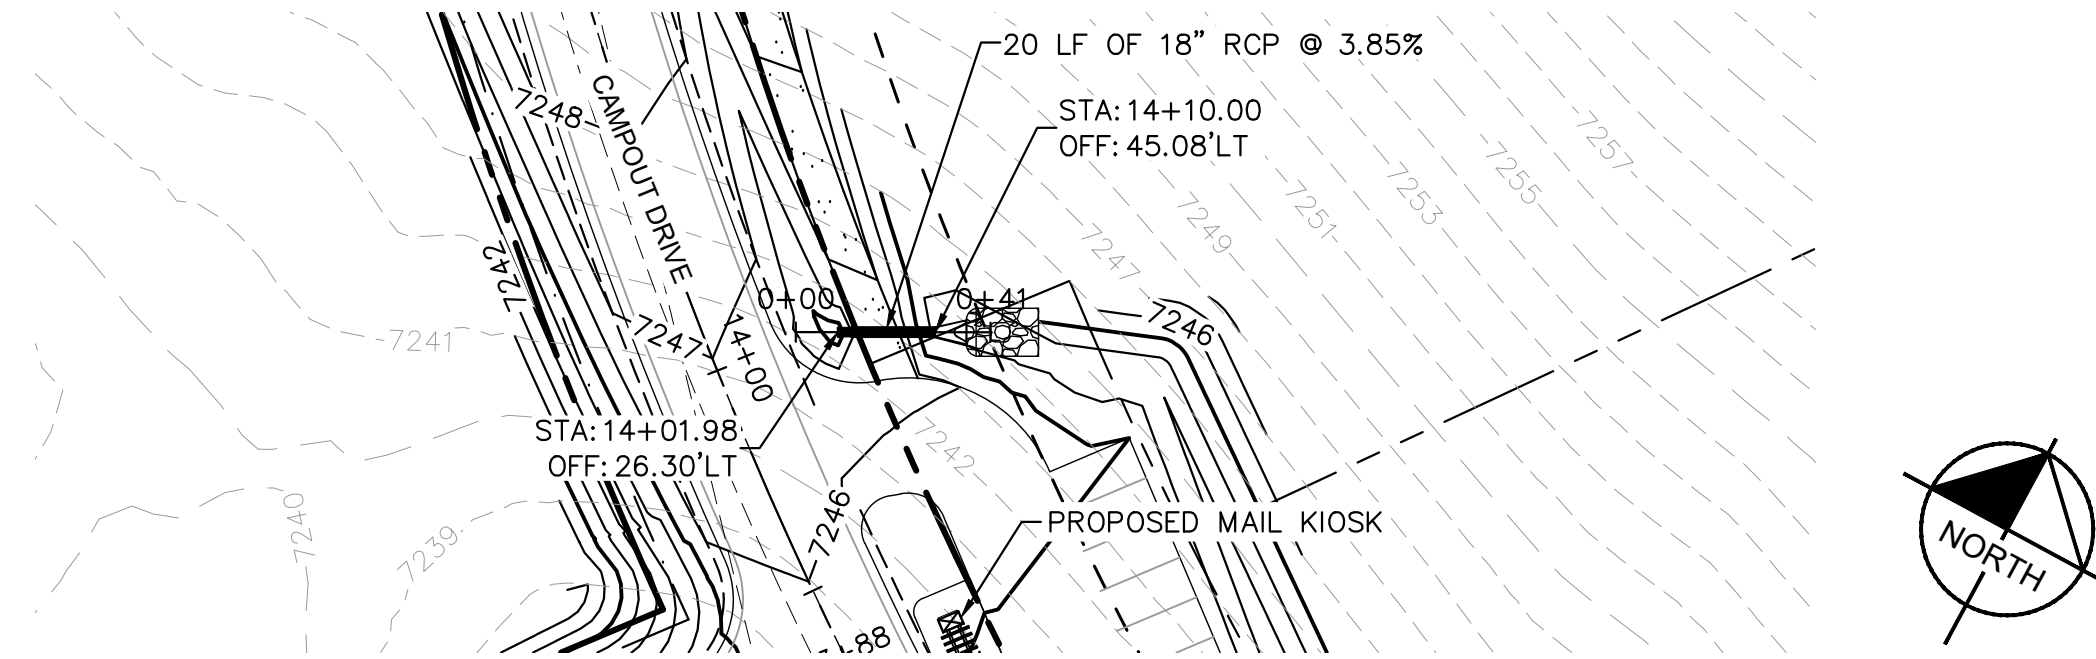 20 LF OF 18" RCP @ 3.85%
STA: 14+10.00
OFF: 45.08'LT
7248
CAMPOUT DRIVE
7257
7255
7253
7251
7249
7247
7242
0+00
0+41
7246
7247
14+00
7241
STA: 14+01.98
OFF: 26.30'LT
7242
7246
7240
7239
PROPOSED MAIL KIOSK
NORTH
88